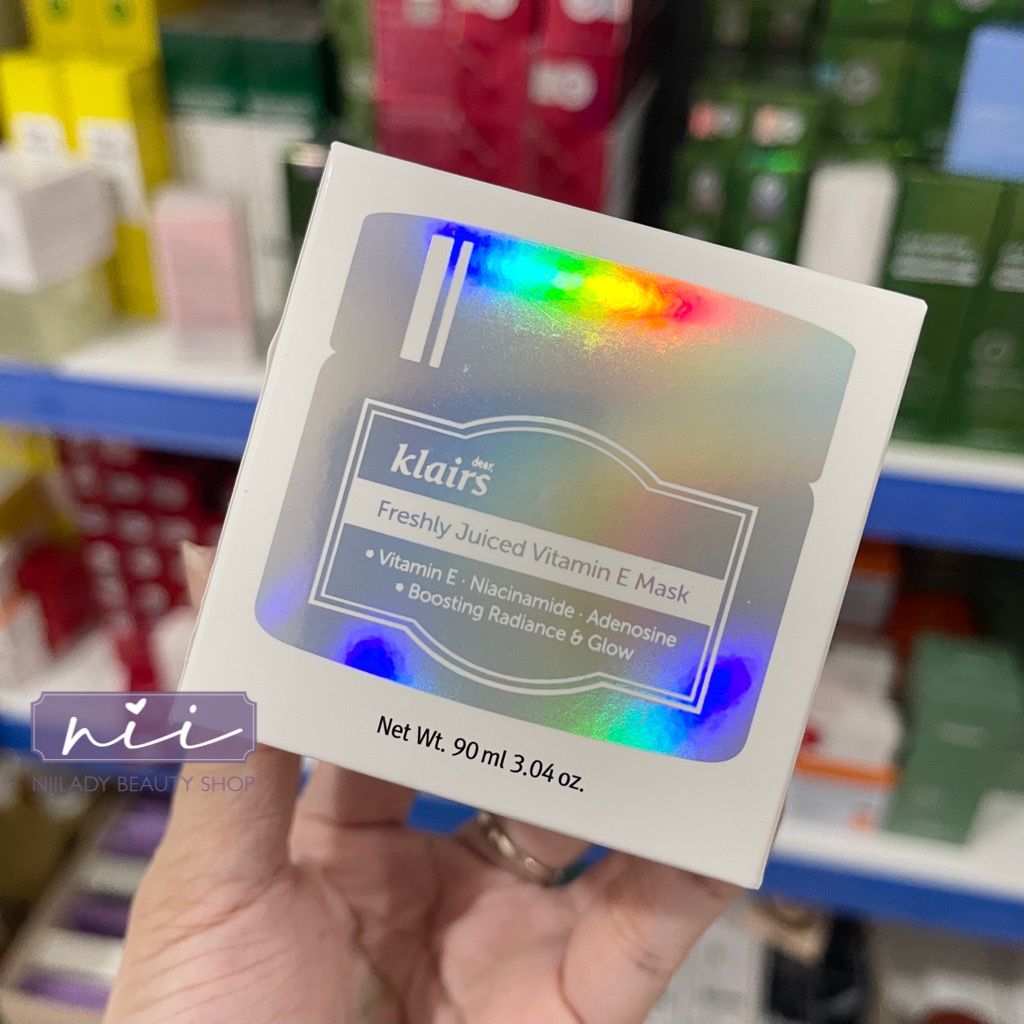 dear,
klairs
Freshly Juiced Vitamin E Mask
• Vitamin E · Niacinamide · Adenosine
• Boosting Radiance & Glow
Net Wt. 90 ml 3.04 oz.
nii
NIILADY BEAUTY SHOP